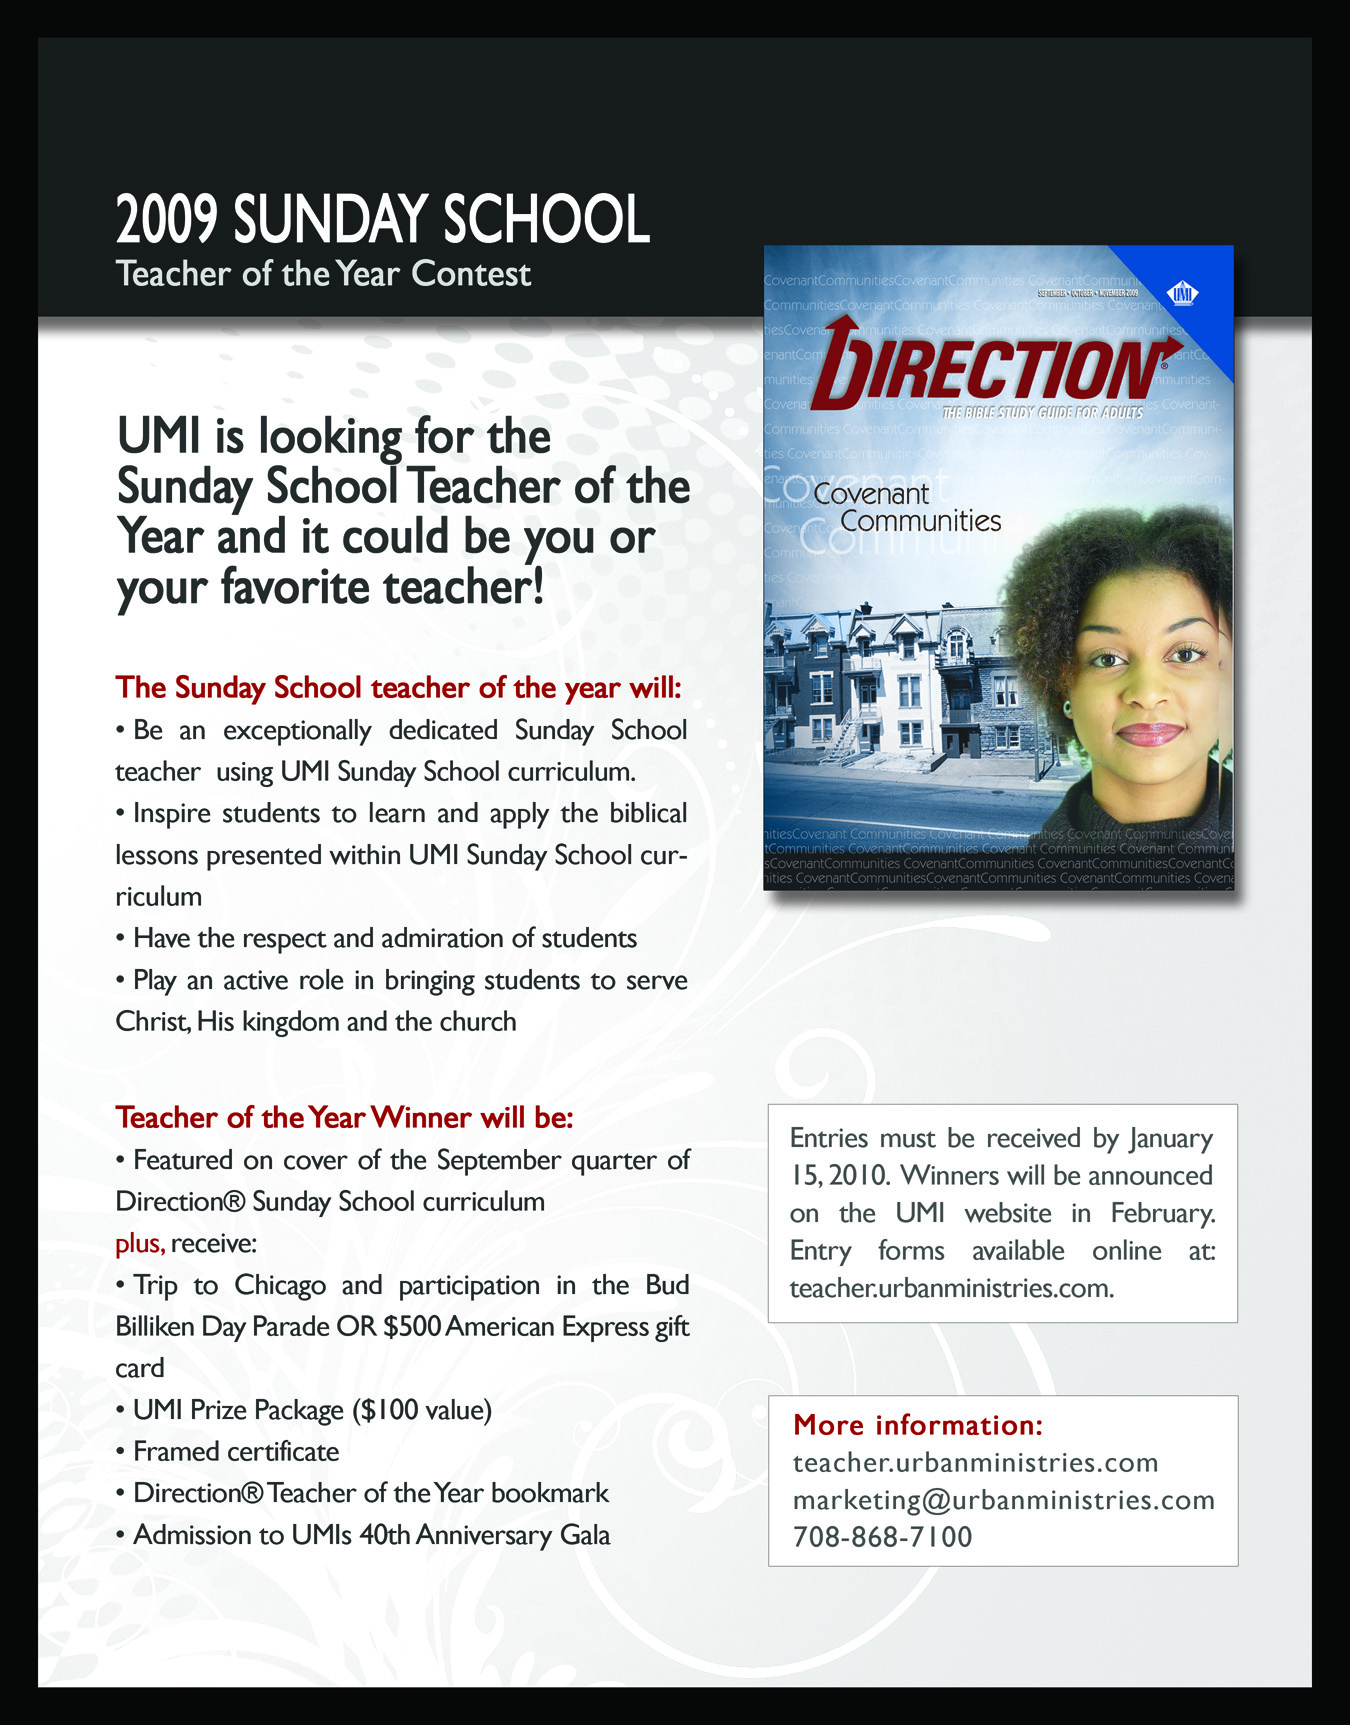 2009 SUNDAY SCHOOL
Teacher of the Year Contest
UMI is looking for the
Sunday School Teacher of the
Year and it could be you or
your favorite teacher!
The Sunday School teacher of the year will:
• Be an exceptionally dedicated Sunday School
teacher using UMI Sunday School curriculum.
• Inspire students to learn and apply the biblical
lessons presented within UMI Sunday School cur-
riculum
• Have the respect and admiration of students
• Play an active role in bringing students to serve
Christ, His kingdom and the church
Teacher of the Year Winner will be:
• Featured on cover of the September quarter of
Direction® Sunday School curriculum
plus, receive:
• Trip to Chicago and participation in the Bud
Billiken Day Parade OR $500 American Express gift
card
• UMI Prize Package ($100 value)
• Framed certificate
• Direction® Teacher of the Year bookmark
• Admission to UMIs 40th Anniversary Gala
SEPTEMBER • OCTOBER • NOVEMBER 2009
UMI
DIRECTION®
THE BIBLE STUDY GUIDE FOR ADULTS
Covenant
Communities
Entries must be received by January
15, 2010. Winners will be announced
on the UMI website in February.
Entry forms available online at:
teacher.urbanministries.com.
More information:
teacher.urbanministries.com
marketing@urbanministries.com
708-868-7100